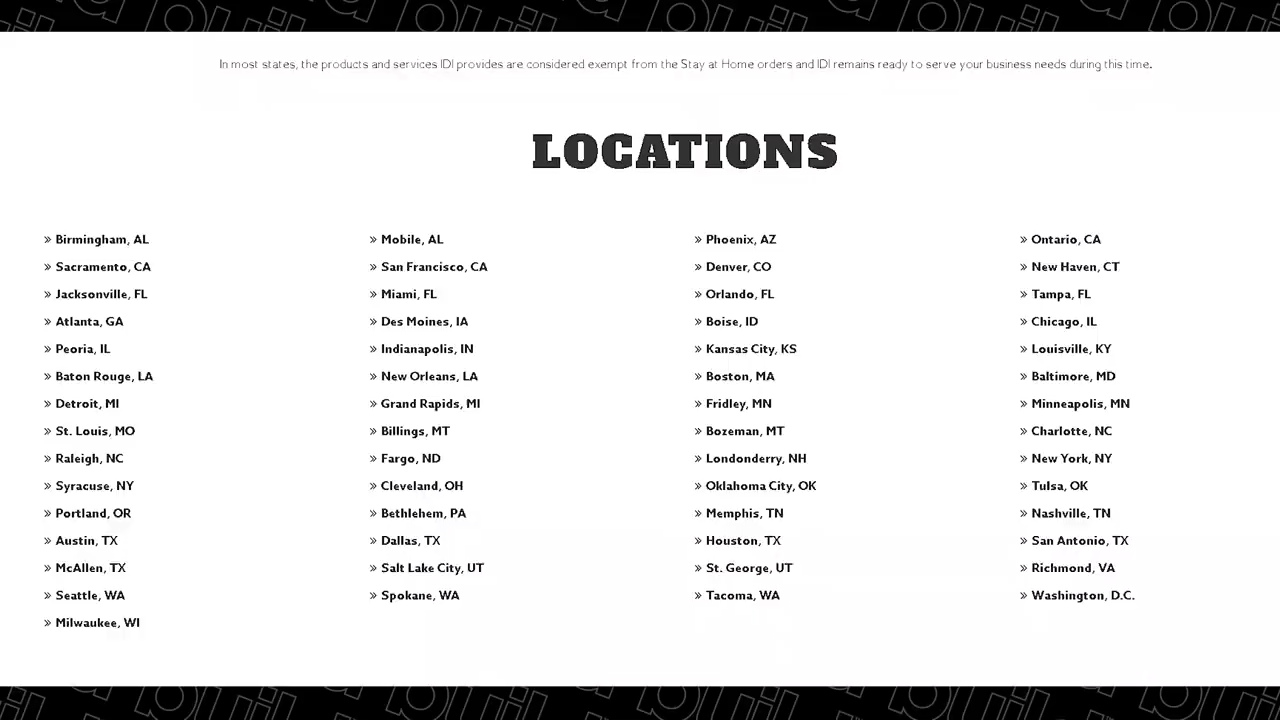 In most states, the products and services IDI provides are considered exempt from the Stay at Home orders and IDI remains ready to serve your business needs during this time.
LOCATIONS
» Birmingham, AL » Mobile, AL » Phoenix, AZ » Ontario, CA
» Sacramento, CA » San Francisco, CA » Denver, CO » New Haven, CT
» Jacksonville, FL » Miami, FL » Orlando, FL » Tampa, FL
» Atlanta, GA » Des Moines, IA » Boise, ID » Chicago, IL
» Peoria, IL » Indianapolis, IN » Kansas City, KS » Louisville, KY
» Baton Rouge, LA » New Orleans, LA » Boston, MA » Baltimore, MD
» Detroit, MI » Grand Rapids, MI » Fridley, MN » Minneapolis, MN
» St. Louis, MO » Billings, MT » Bozeman, MT » Charlotte, NC
» Raleigh, NC » Fargo, ND » Londonderry, NH » New York, NY
» Syracuse, NY » Cleveland, OH » Oklahoma City, OK » Tulsa, OK
» Portland, OR » Bethlehem, PA » Memphis, TN » Nashville, TN
» Austin, TX » Dallas, TX » Houston, TX » San Antonio, TX
» McAllen, TX » Salt Lake City, UT » St. George, UT » Richmond, VA
» Seattle, WA » Spokane, WA » Tacoma, WA » Washington, D.C.
» Milwaukee, WI